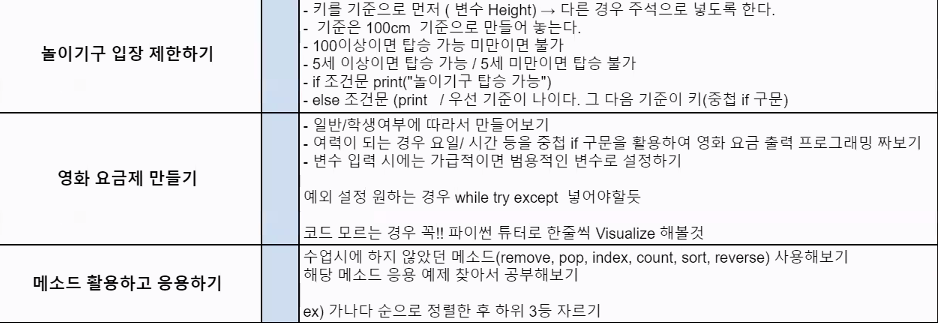 놀이기구 입장 제한하기
- 키를 기준으로 먼저 ( 변수 Height) → 다른 경우 주석으로 넣도록 한다.
- 기준은 100cm 기준으로 만들어 놓는다.
- 100이상이면 탑승 가능 미만이면 불가
- 5세 이상이면 탑승 가능 / 5세 미만이면 탑승 불가
- if 조건문 print("놀이기구 탑승 가능")
- else 조건문 (print / 우선 기준이 나이다. 그 다음 기준이 키(중첩 if 구문)
영화 요금제 만들기
- 일반/학생여부에 따라서 만들어보기
- 여력이 되는 경우 요일/ 시간 등을 중첩 if 구문을 활용하여 영화 요금 출력 프로그래밍 짜보기
- 변수 입력 시에는 가급적이면 범용적인 변수로 설정하기
예외 설정 원하는 경우 while try except 넣어야할듯
코드 모르는 경우 꼭!! 파이썬 튜터로 한줄씩 Visualize 해볼것
메소드 활용하고 응용하기
수업시에 하지 않았던 메소드(remove, pop, index, count, sort, reverse) 사용해보기
해당 메소드 응용 예제 찾아서 공부해보기
ex) 가나다 순으로 정렬한 후 하위 3등 자르기